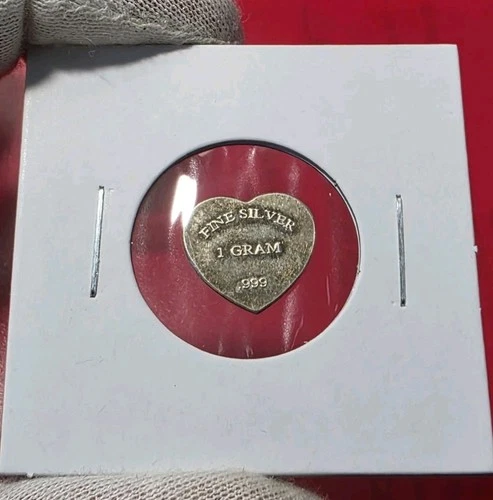 FINE SILVER
1 GRAM
.999